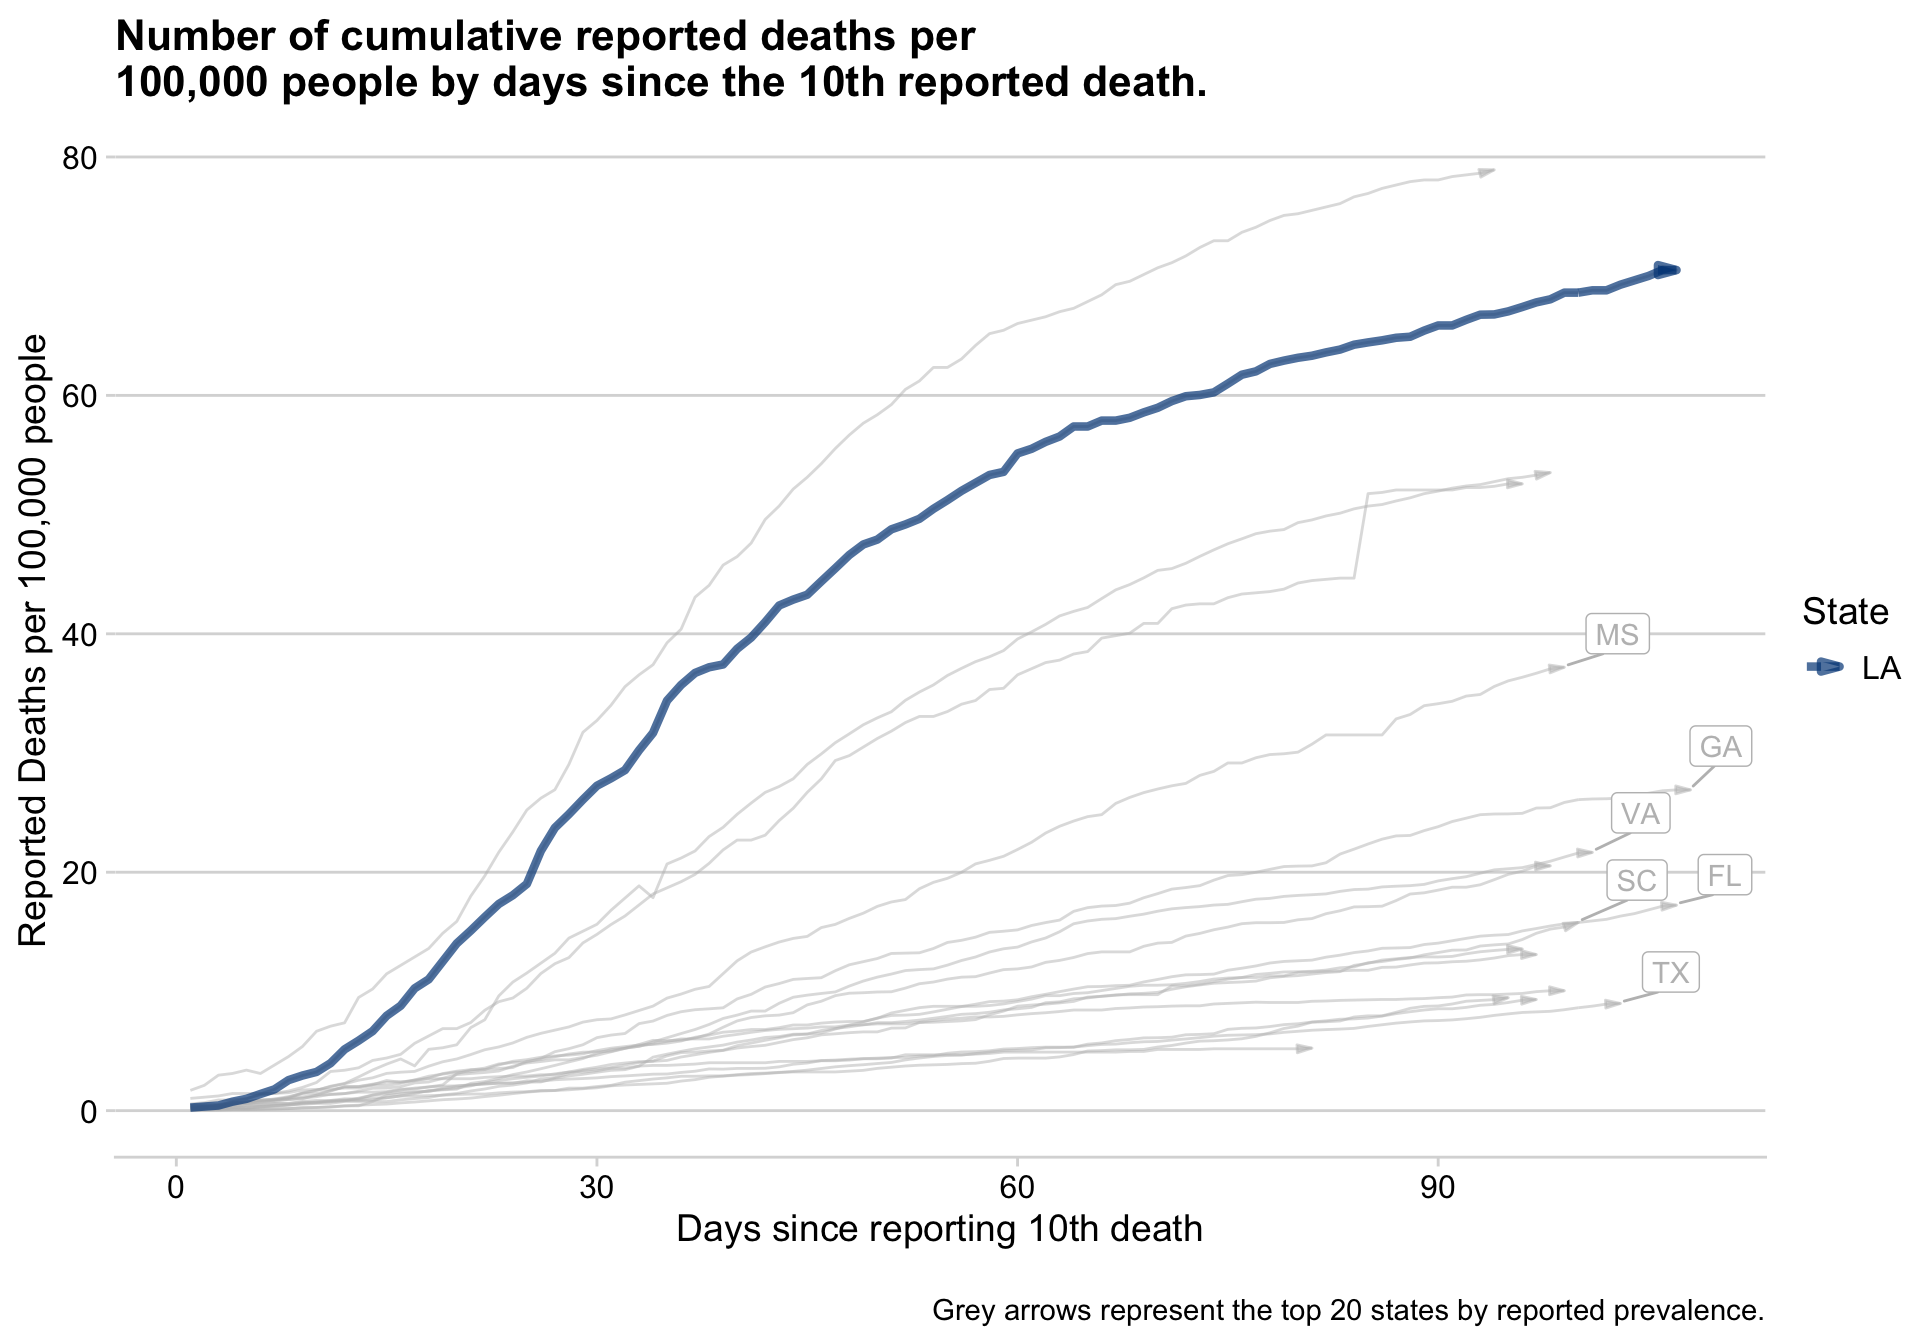 Number of cumulative reported deaths per
100,000 people by days since the 10th reported death.
Reported Deaths per 100,000 people
80
60
40
20
0
MS
GA
VA
SC
FL
TX
State
LA
0
30
60
90
Days since reporting 10th death
Grey arrows represent the top 20 states by reported prevalence.